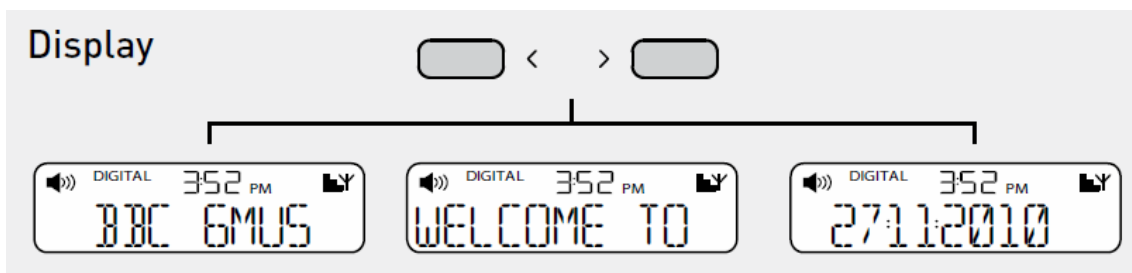 Display
< >
DIGITAL 3:52 PM
BBC 6MUS
DIGITAL 3:52 PM
WELCOME TO
DIGITAL 3:52 PM
27:11:2010